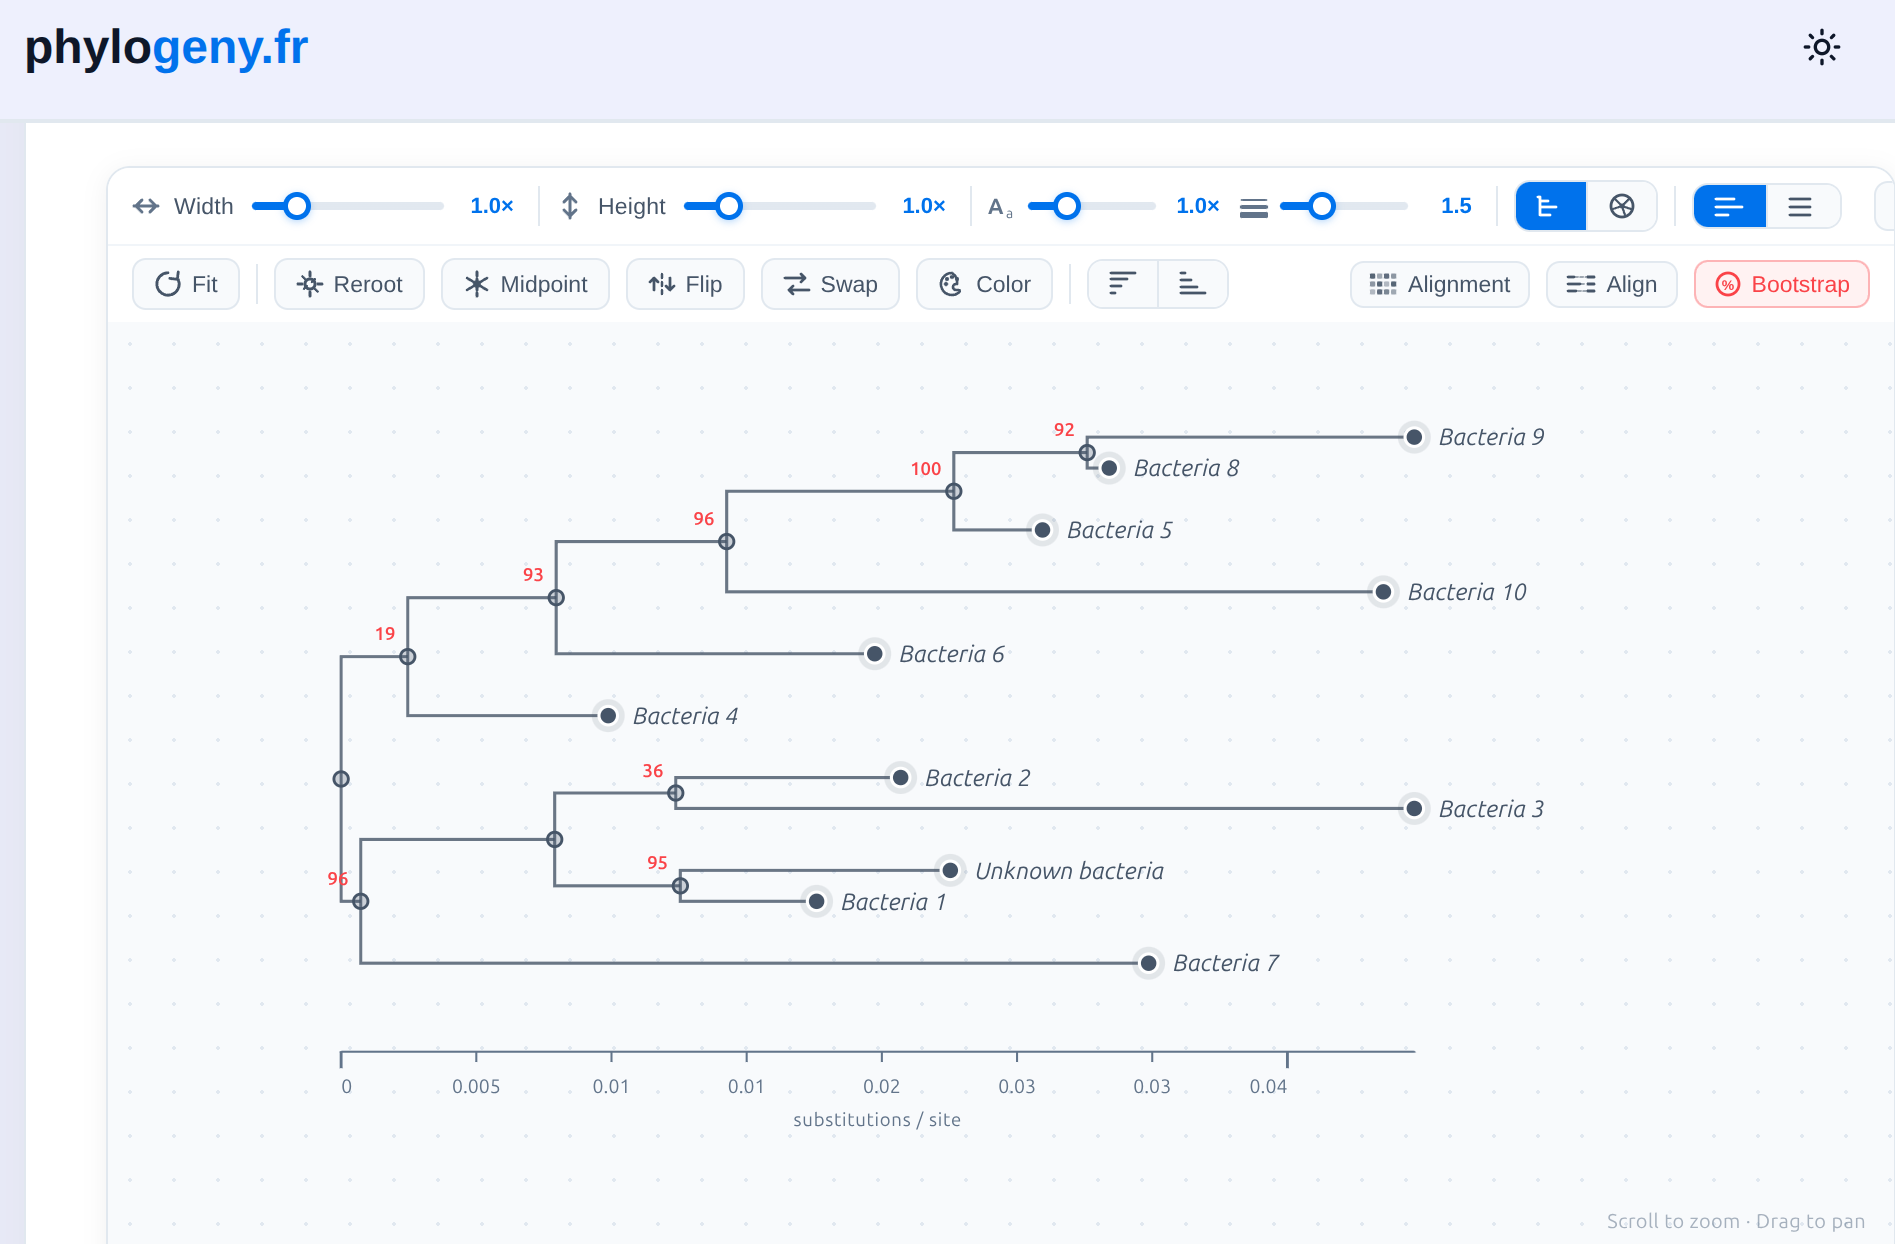 phylogeny.fr
Width 1.0× Height 1.0× Aa 1.0× 1.5
Fit Reroot Midpoint Flip Swap Color Alignment Align % Bootstrap
92 Bacteria 9
100 Bacteria 8
96 Bacteria 5
93 Bacteria 10
19 Bacteria 6
Bacteria 4
36 Bacteria 2
Bacteria 3
95 Unknown bacteria
96 Bacteria 1
Bacteria 7
0 0.005 0.01 0.01 0.02 0.03 0.03 0.04
substitutions / site
Scroll to zoom · Drag to pan